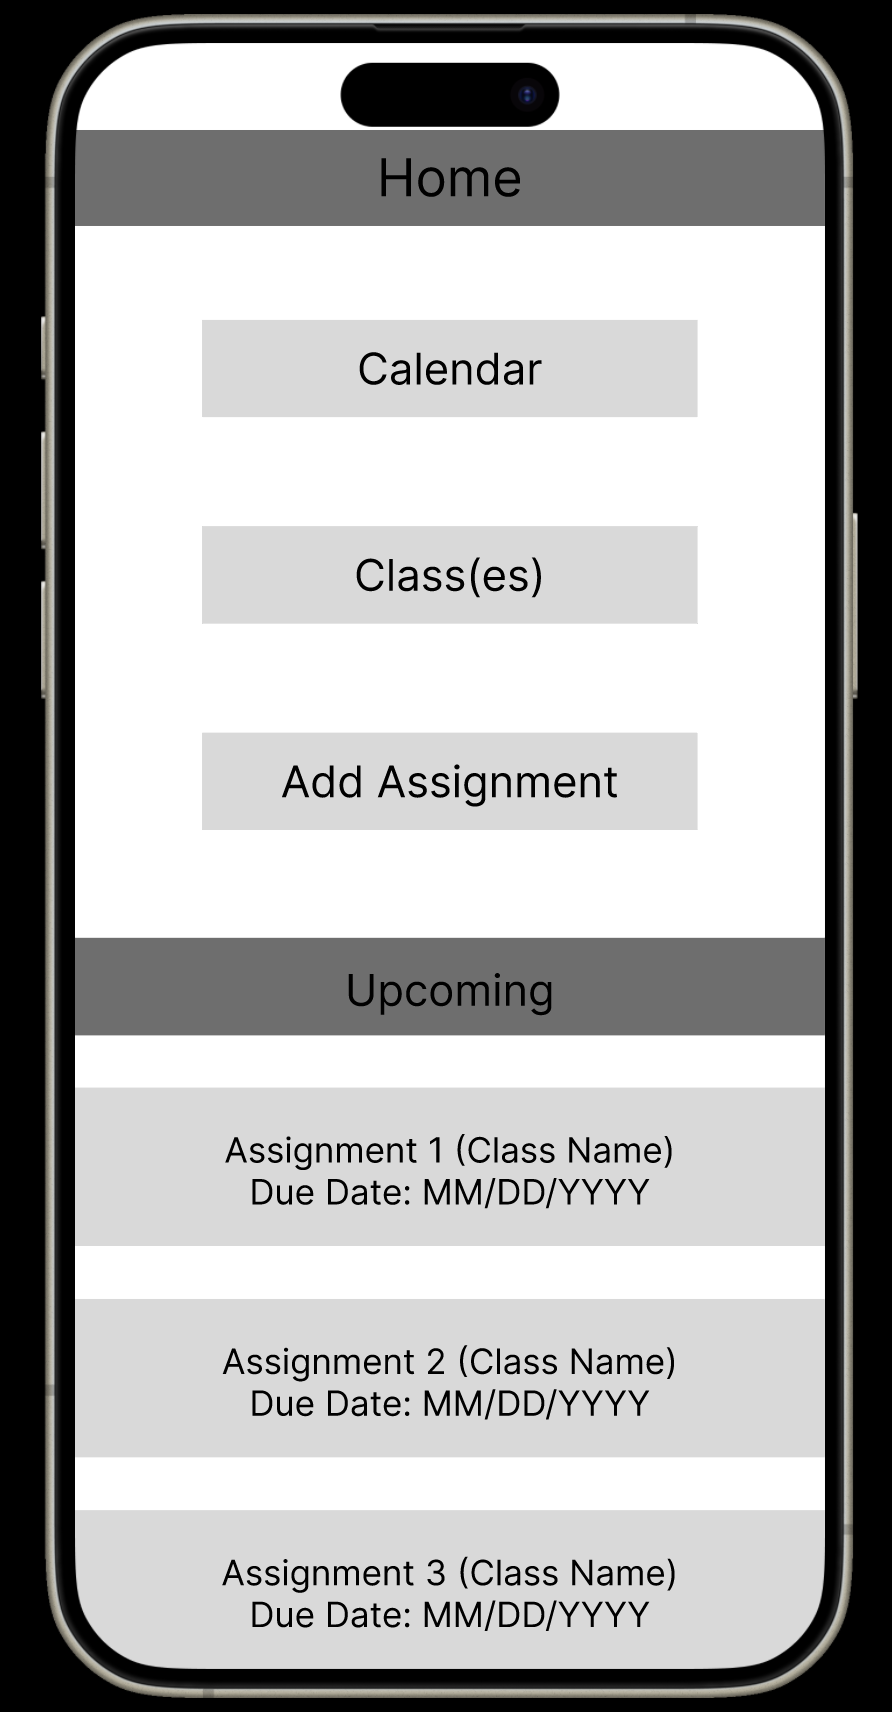 Home
Calendar
Class(es)
Add Assignment
Upcoming
Assignment 1 (Class Name)
Due Date: MM/DD/YYYY
Assignment 2 (Class Name)
Due Date: MM/DD/YYYY
Assignment 3 (Class Name)
Due Date: MM/DD/YYYY